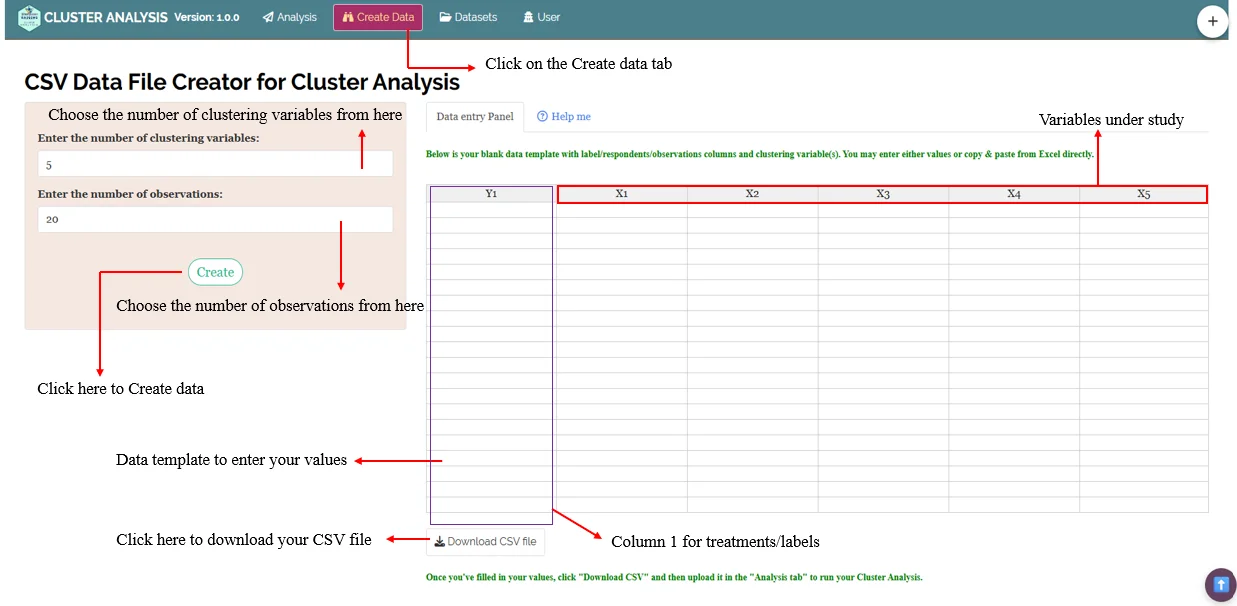 CLUSTER ANALYSIS Version: 1.0.0 Analysis Create Data Datasets User
+
Click on the Create data tab
CSV Data File Creator for Cluster Analysis
Choose the number of clustering variables from here
Enter the number of clustering variables:
5
Enter the number of observations:
20
Create
Choose the number of observations from here
Click here to Create data
Data entry Panel Help me
Variables under study
Below is your blank data template with label/respondents/observations columns and clustering variable(s). You may enter either values or copy & paste from Excel directly.
Y1 X1 X2 X3 X4 X5
Data template to enter your values
Click here to download your CSV file
Download CSV file
Column 1 for treatments/labels
Once you've filled in your values, click "Download CSV" and then upload it in the "Analysis tab" to run your Cluster Analysis.